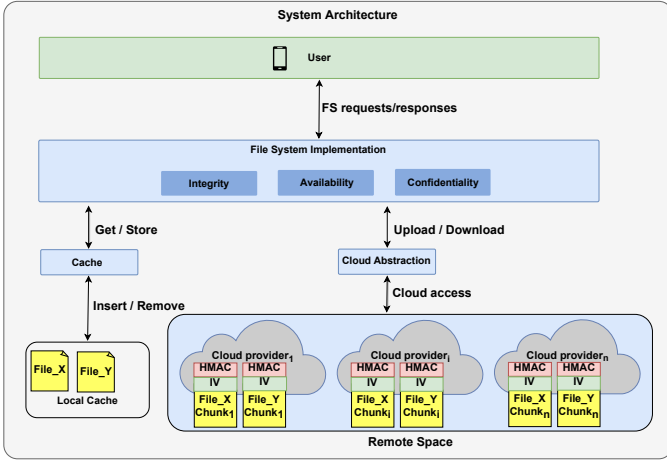 System Architecture
User
FS requests/responses
File System Implementation
Integrity
Availability
Confidentiality
Get / Store
Upload / Download
Cache
Cloud Abstraction
Insert / Remove
Cloud access
File_X
File_Y
Local Cache
Cloud provider1
HMAC HMAC
IV IV
File_X File_Y
Chunk1 Chunk1
Cloud provideri
HMAC HMAC
IV IV
File_X File_Y
Chunki Chunki
Cloud providern
HMAC HMAC
IV IV
File_X File_Y
Chunkn Chunkn
Remote Space